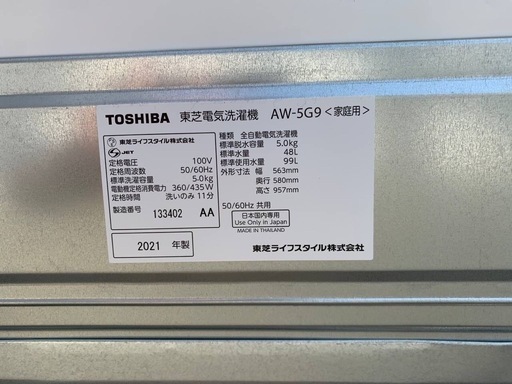 TOSHIBA 東芝電気洗濯機 AW-5G9 <家庭用>
東芝ライフスタイル株式会社
JET
定格電圧 100V
定格周波数 50/60Hz
標準洗濯容量 5.0kg
電動機定格消費電力 360/435W
定格時間 洗いのみ 11分
製造番号 133402 AA
2021 年製
種類 全自動電気洗濯機
標準脱水容量 5.0kg
標準水量 48L
標準使用水量 99L
外形寸法 幅 563mm
奥行 580mm
高さ 957mm
50/60Hz 共用
日本国内専用
Use Only in Japan
MADE IN THAILAND
東芝ライフスタイル株式会社